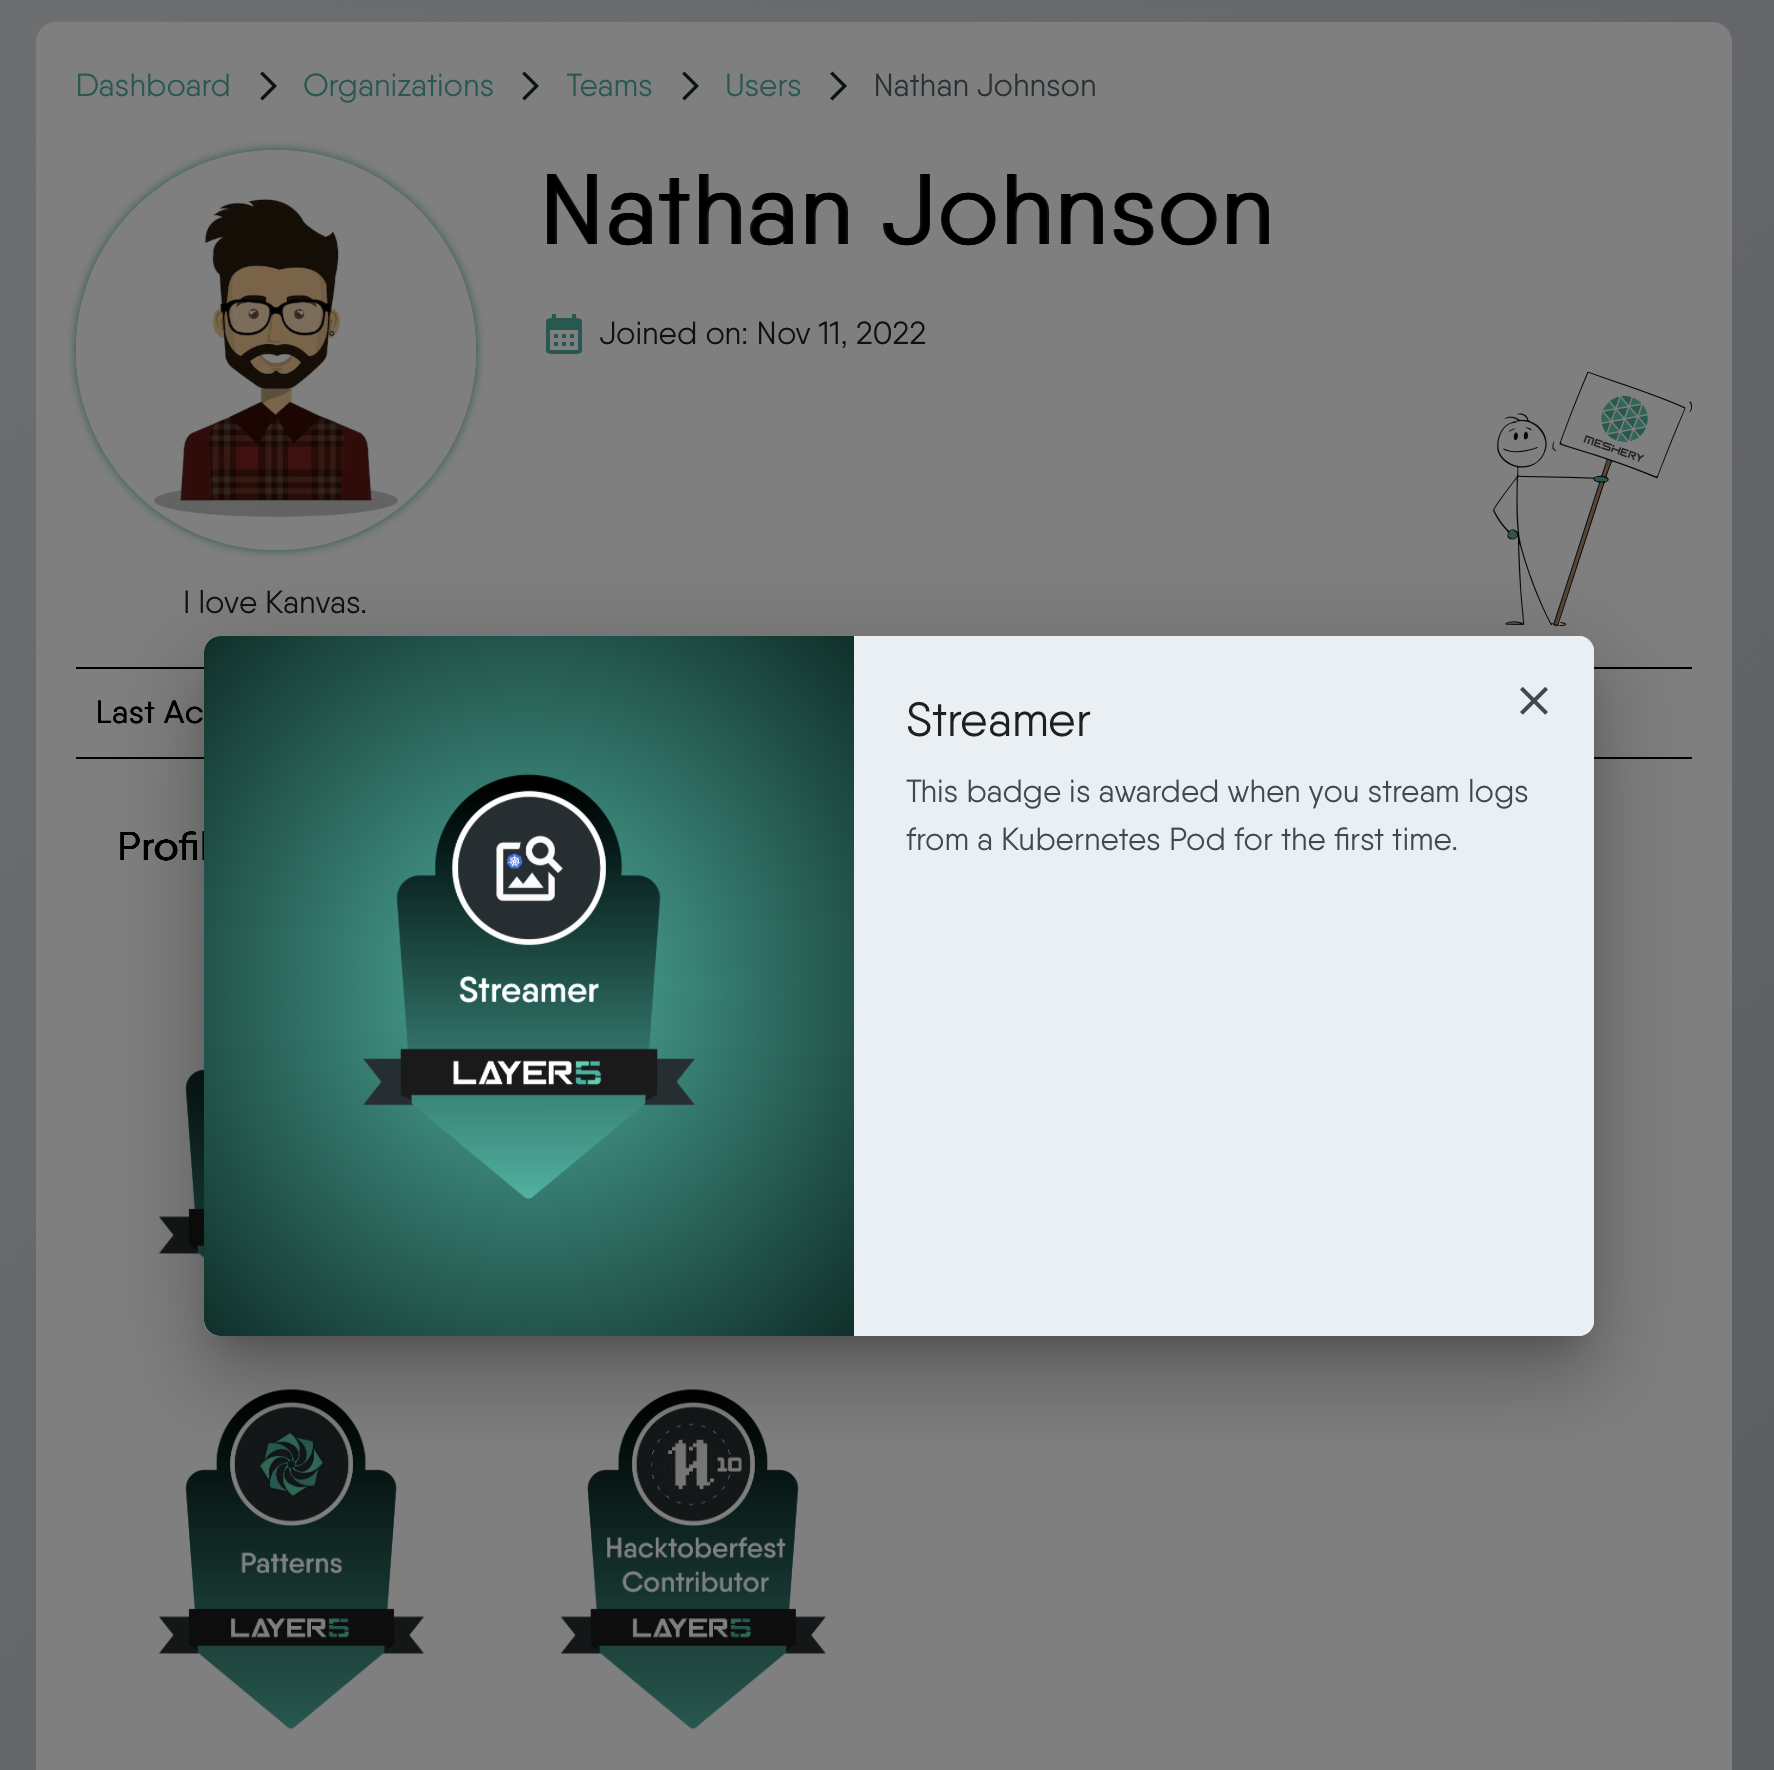 Dashboard > Organizations > Teams > Users > Nathan Johnson
Nathan Johnson
Joined on: Nov 11, 2022
MESHERY
I love Kanvas.
Last Ac
Profil
Streamer
LAYER5
Streamer
This badge is awarded when you stream logs
from a Kubernetes Pod for the first time.
Patterns
LAYER5
10
Hacktoberfest
Contributor
LAYER5